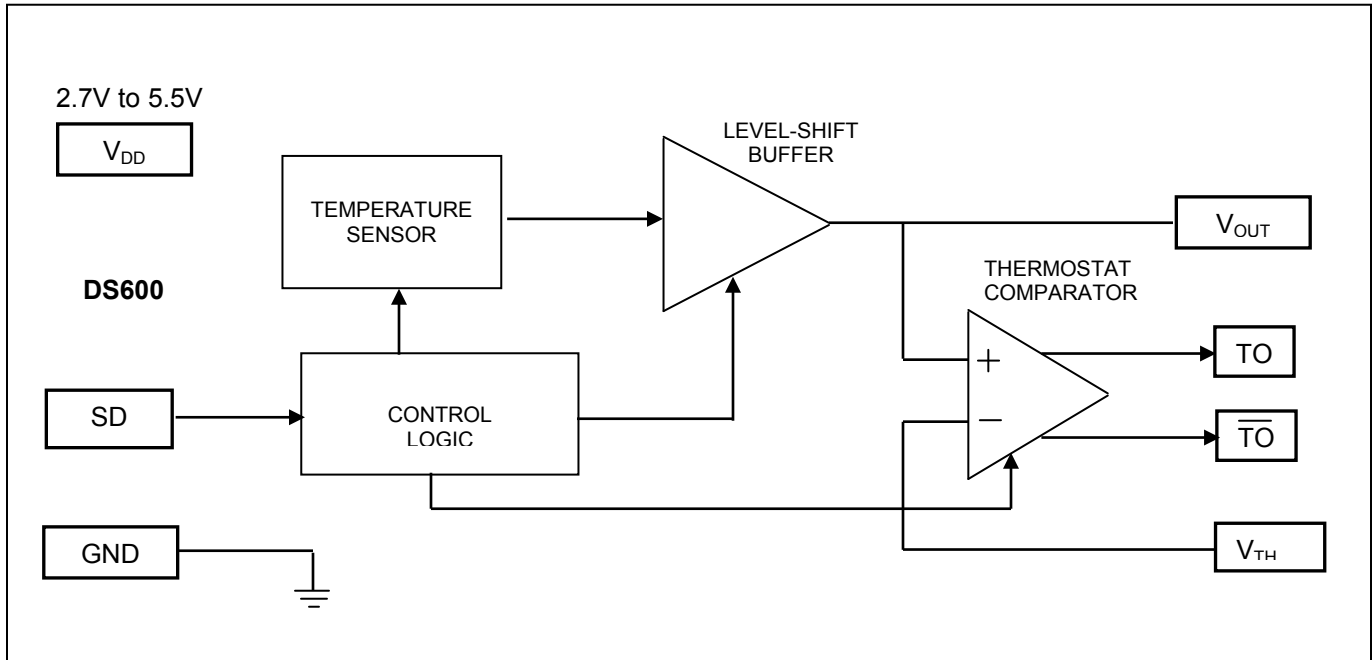 2.7V to 5.5V
VDD
LEVEL-SHIFT
BUFFER
TEMPERATURE
SENSOR
VOUT
DS600
THERMOSTAT
COMPARATOR
+
TO
SD
CONTROL
LOGIC
−
T̅O̅
GND
VTH